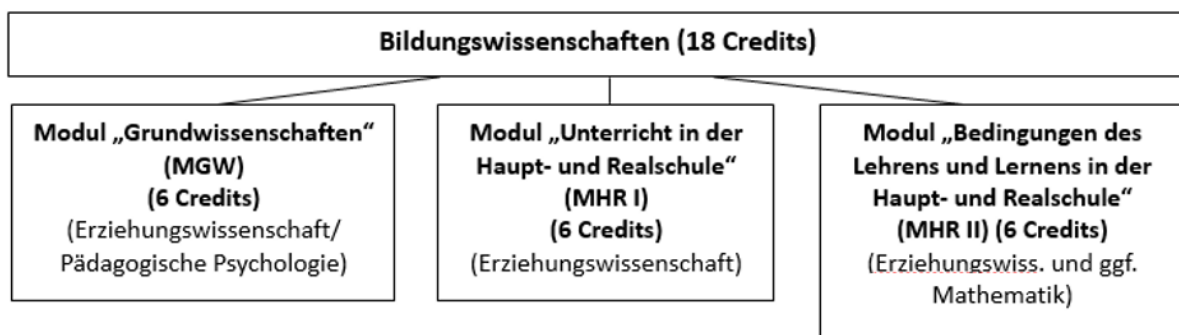 Bildungswissenschaften (18 Credits)
Modul „Grundwissenschaften“
(MGW)
(6 Credits)
(Erziehungswissenschaft/
Pädagogische Psychologie)
Modul „Unterricht in der
Haupt- und Realschule“
(MHR I)
(6 Credits)
(Erziehungswissenschaft)
Modul „Bedingungen des
Lehrens und Lernens in der
Haupt- und Realschule“
(MHR II) (6 Credits)
(Erziehungswiss. und ggf.
Mathematik)